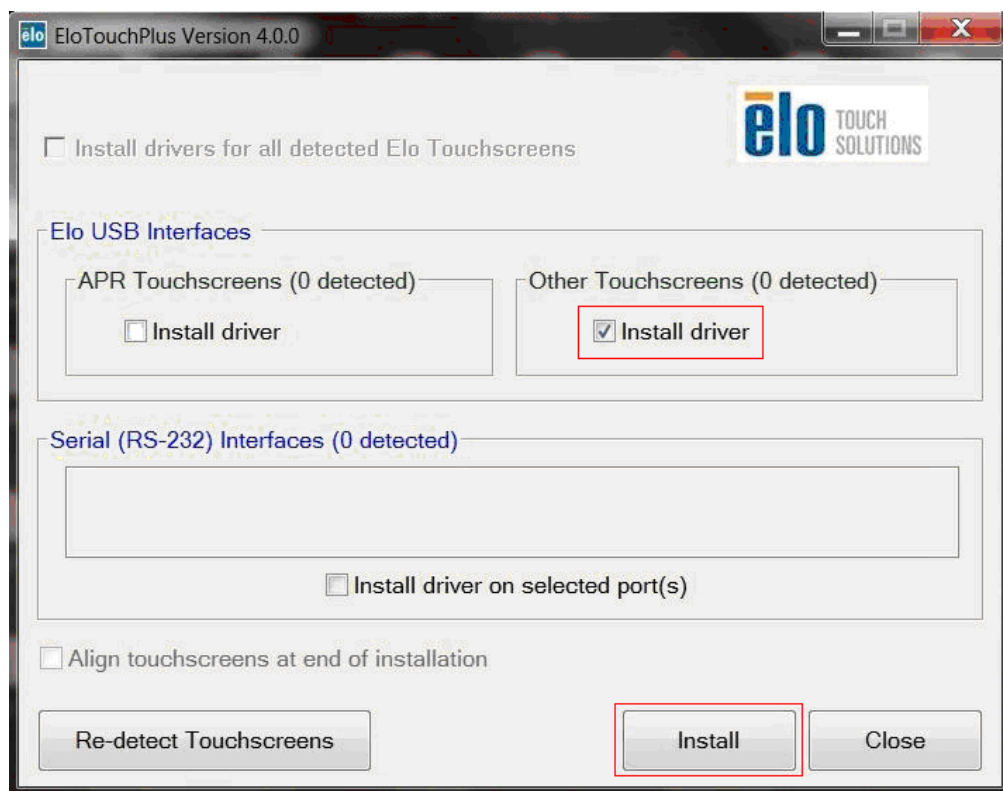 elo EloTouchPlus Version 4.0.0
elo TOUCH SOLUTIONS
Install drivers for all detected Elo Touchscreens
Elo USB Interfaces
APR Touchscreens (0 detected)
Other Touchscreens (0 detected)
Install driver
Install driver
Serial (RS-232) Interfaces (0 detected)
Install driver on selected port(s)
Align touchscreens at end of installation
Re-detect Touchscreens
Install
Close